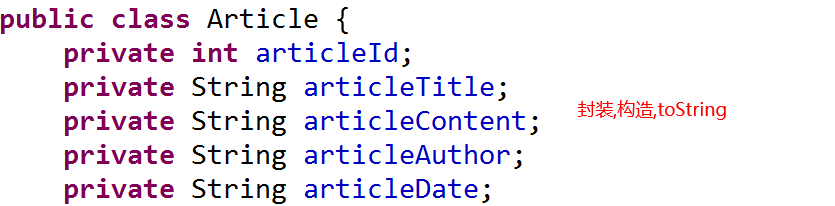 public class Article {
    private int articleId;
    private String articleTitle;
    private String articleContent;
封装,构造,toString
    private String articleAuthor;
    private String articleDate;